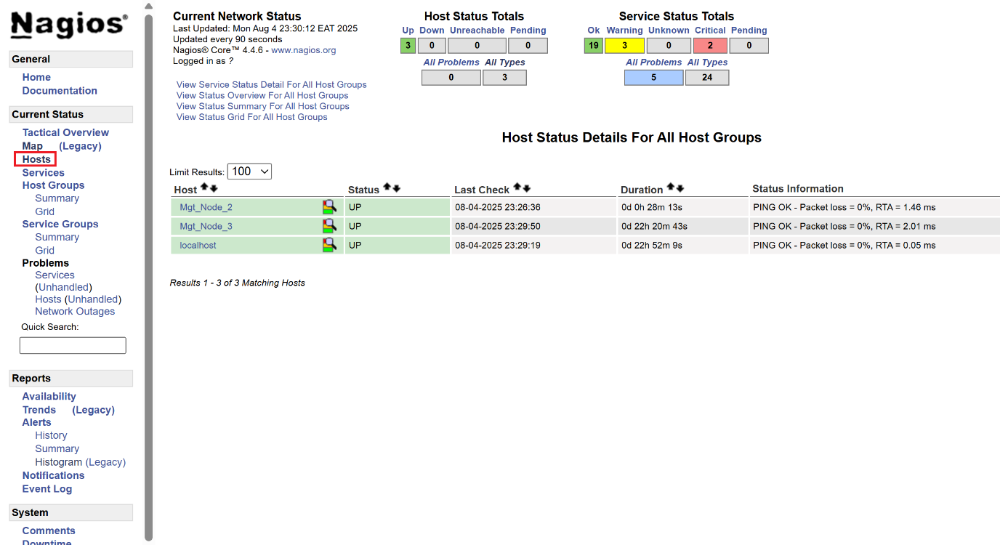 Nagios®
General
Home
Documentation
Current Status
Tactical Overview
Map (Legacy)
Hosts
Services
Host Groups
Summary
Grid
Service Groups
Summary
Grid
Problems
Services
(Unhandled)
Hosts (Unhandled)
Network Outages
Quick Search:
Reports
Availability
Trends (Legacy)
Alerts
History
Summary
Histogram (Legacy)
Notifications
Event Log
System
Comments
Downtime
Current Network Status
Last Updated: Mon Aug 4 23:30:12 EAT 2025
Updated every 90 seconds
Nagios® Core™ 4.4.6 - www.nagios.org
Logged in as ?
View Service Status Detail For All Host Groups
View Status Overview For All Host Groups
View Status Summary For All Host Groups
View Status Grid For All Host Groups
Host Status Totals
Up Down Unreachable Pending
3 0 0 0
All Problems All Types
0 3
Service Status Totals
Ok Warning Unknown Critical Pending
19 3 0 2 0
All Problems All Types
5 24
Host Status Details For All Host Groups
Limit Results: 100
Host Status Last Check Duration Status Information
Mgt_Node_2 UP 08-04-2025 23:26:36 0d 0h 28m 13s PING OK - Packet loss = 0%, RTA = 1.46 ms
Mgt_Node_3 UP 08-04-2025 23:29:50 0d 22h 20m 43s PING OK - Packet loss = 0%, RTA = 2.01 ms
localhost UP 08-04-2025 23:29:19 0d 22h 52m 9s PING OK - Packet loss = 0%, RTA = 0.05 ms
Results 1 - 3 of 3 Matching Hosts